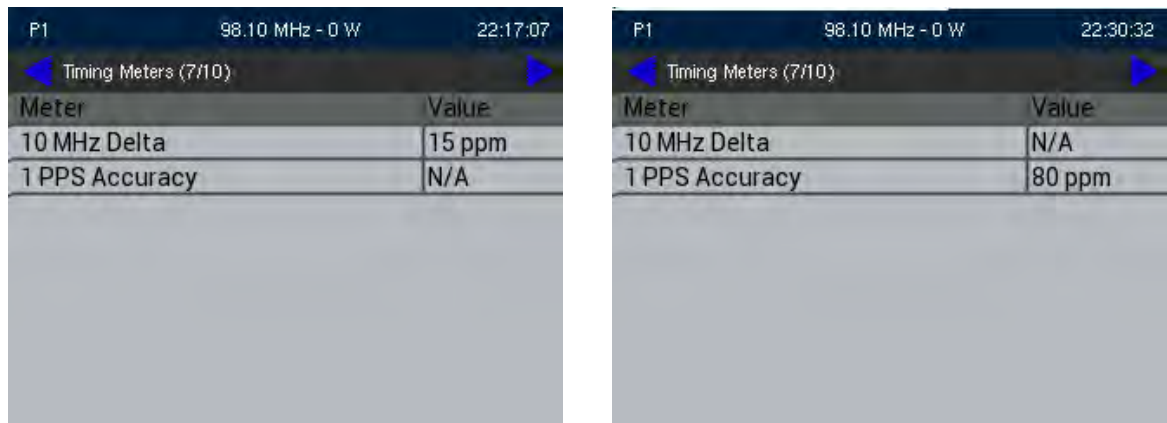 P1 98.10 MHz - 0 W 22:17:07
Timing Meters (7/10)
Meter Value
10 MHz Delta 15 ppm
1 PPS Accuracy N/A
P1 98.10 MHz - 0 W 22:30:32
Timing Meters (7/10)
Meter Value
10 MHz Delta N/A
1 PPS Accuracy 80 ppm